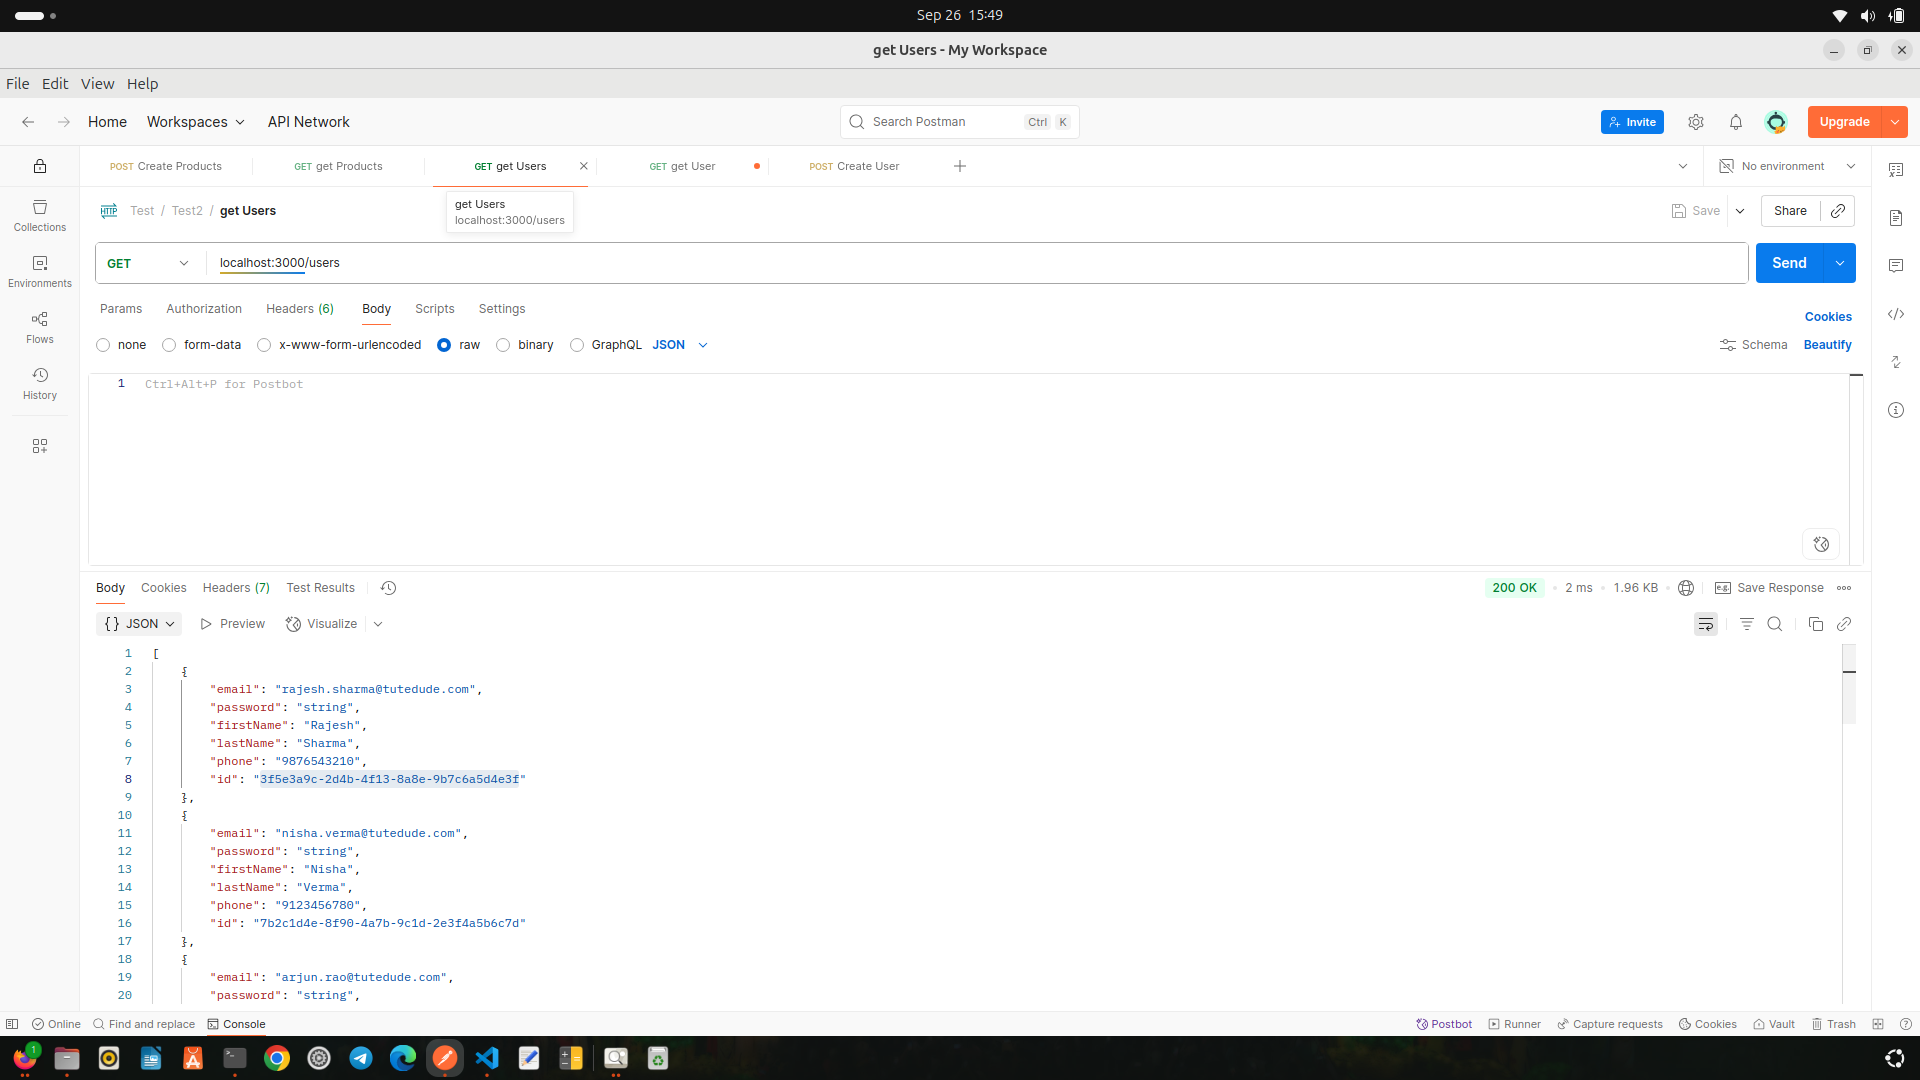 Sep 26 15:49
get Users - My Workspace
File Edit View Help
Home Workspaces API Network
Search Postman Ctrl K
Invite
Upgrade
POST Create Products
GET get Products
GET get Users
GET get User
POST Create User
No environment
HTTP Test / Test2 / get Users
get Users
localhost:3000/users
Save
Share
Collections
Environments
Flows
History
GET localhost:3000/users
Send
Params Authorization Headers (6) Body Scripts Settings
Cookies
none form-data x-www-form-urlencoded raw binary GraphQL JSON
Schema Beautify
1 Ctrl+Alt+P for Postbot
Body Cookies Headers (7) Test Results
200 OK • 2 ms • 1.96 KB • e.g. Save Response
{} JSON Preview Visualize
1 [
2 {
3 "email": "rajesh.sharma@tutedude.com",
4 "password": "string",
5 "firstName": "Rajesh",
6 "lastName": "Sharma",
7 "phone": "9876543210",
8 "id": "3f5e3a9c-2d4b-4f13-8a8e-9b7c6a5d4e3f"
9 },
10 {
11 "email": "nisha.verma@tutedude.com",
12 "password": "string",
13 "firstName": "Nisha",
14 "lastName": "Verma",
15 "phone": "9123456780",
16 "id": "7b2c1d4e-8f90-4a7b-9c1d-2e3f4a5b6c7d"
17 },
18 {
19 "email": "arjun.rao@tutedude.com",
20 "password": "string",
Online Find and replace Console
Postbot Runner Capture requests Cookies Vault Trash
1